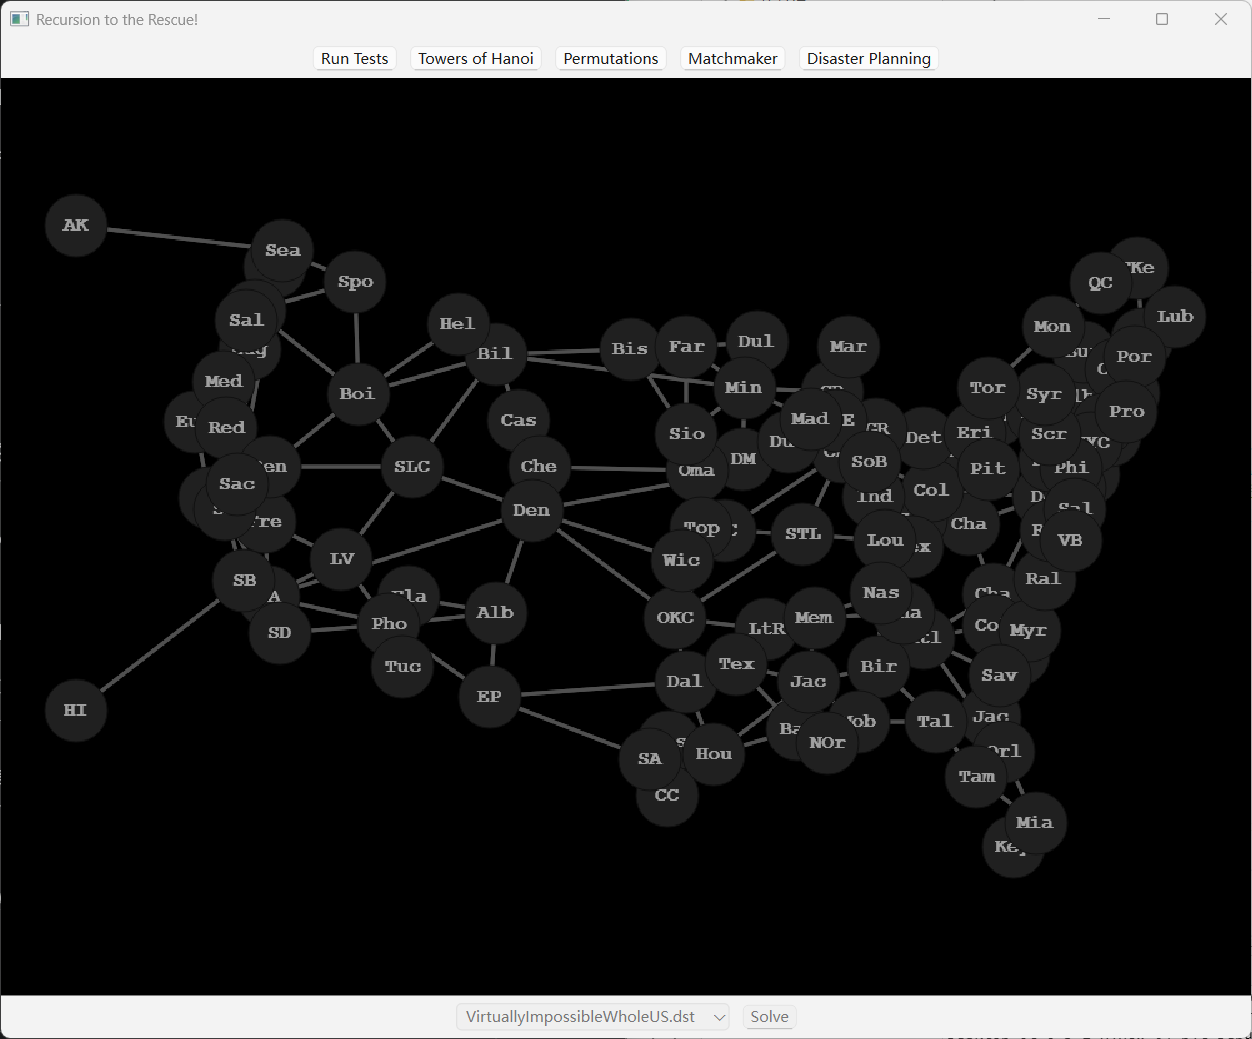 Recursion to the Rescue!
Run Tests
Towers of Hanoi
Permutations
Matchmaker
Disaster Planning
AK
Sea
Spo
QC
Lub
Sal
Hel
Bil
Bis
Far
Dul
Min
Mar
Mon
Por
Med
Boi
Tor
Syr
Pro
Red
Cas
Sio
Mad
Det
Eri
Scr
Sac
SLC
Che
Oma
DM
SoB
Pit
Phi
Den
Ind
Col
Top
STL
Cha
Sal
LV
Wic
Lou
VB
SB
Nas
Ral
Alb
OKC
LtR
Mem
Cha
SD
Pho
Myr
Tuc
Tex
Bir
Sav
EP
Dal
Jac
Tal
Jac
NOr
SA
Hou
Orl
CC
Tam
Mia
VirtuallyImpossibleWholeUS.dst
Solve